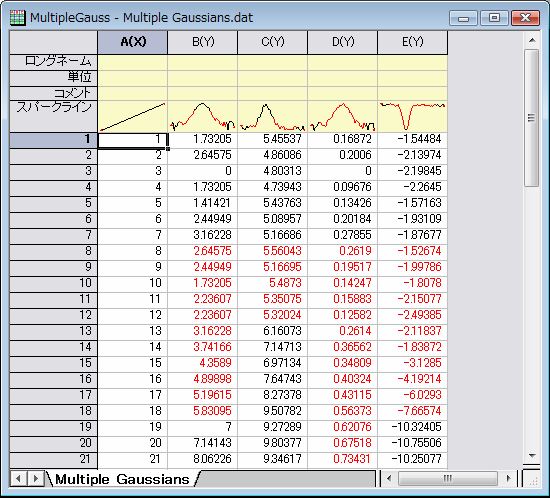 MultipleGauss - Multiple Gaussians.dat
A(X) B(Y) C(Y) D(Y) E(Y)
ロングネーム
単位
コメント
スパークライン
1 1 1.73205 5.45537 0.16872 -1.54484
2 2 2.64575 4.86086 0.2006 -2.13974
3 3 0 4.80313 0 -2.19845
4 4 1.73205 4.73943 0.09676 -2.2645
5 5 1.41421 5.43763 0.13426 -1.57163
6 6 2.44949 5.08957 0.20184 -1.93109
7 7 3.16228 5.16686 0.27855 -1.87677
8 8 2.64575 5.56043 0.2619 -1.52674
9 9 2.44949 5.16695 0.19517 -1.99786
10 10 1.73205 5.4873 0.14247 -1.8078
11 11 2.23607 5.35075 0.15883 -2.15077
12 12 2.23607 5.32024 0.12582 -2.49385
13 13 3.16228 6.16073 0.2614 -2.11837
14 14 3.74166 7.14713 0.36562 -1.83872
15 15 4.3589 6.97134 0.34809 -3.1285
16 16 4.89898 7.64743 0.40324 -4.19214
17 17 5.19615 8.27378 0.43115 -6.0293
18 18 5.83095 9.50782 0.56373 -7.66574
19 19 7 9.27289 0.62076 -10.32405
20 20 7.14143 9.80377 0.67518 -10.75506
21 21 8.06226 9.34617 0.73431 -10.25077
Multiple Gaussians